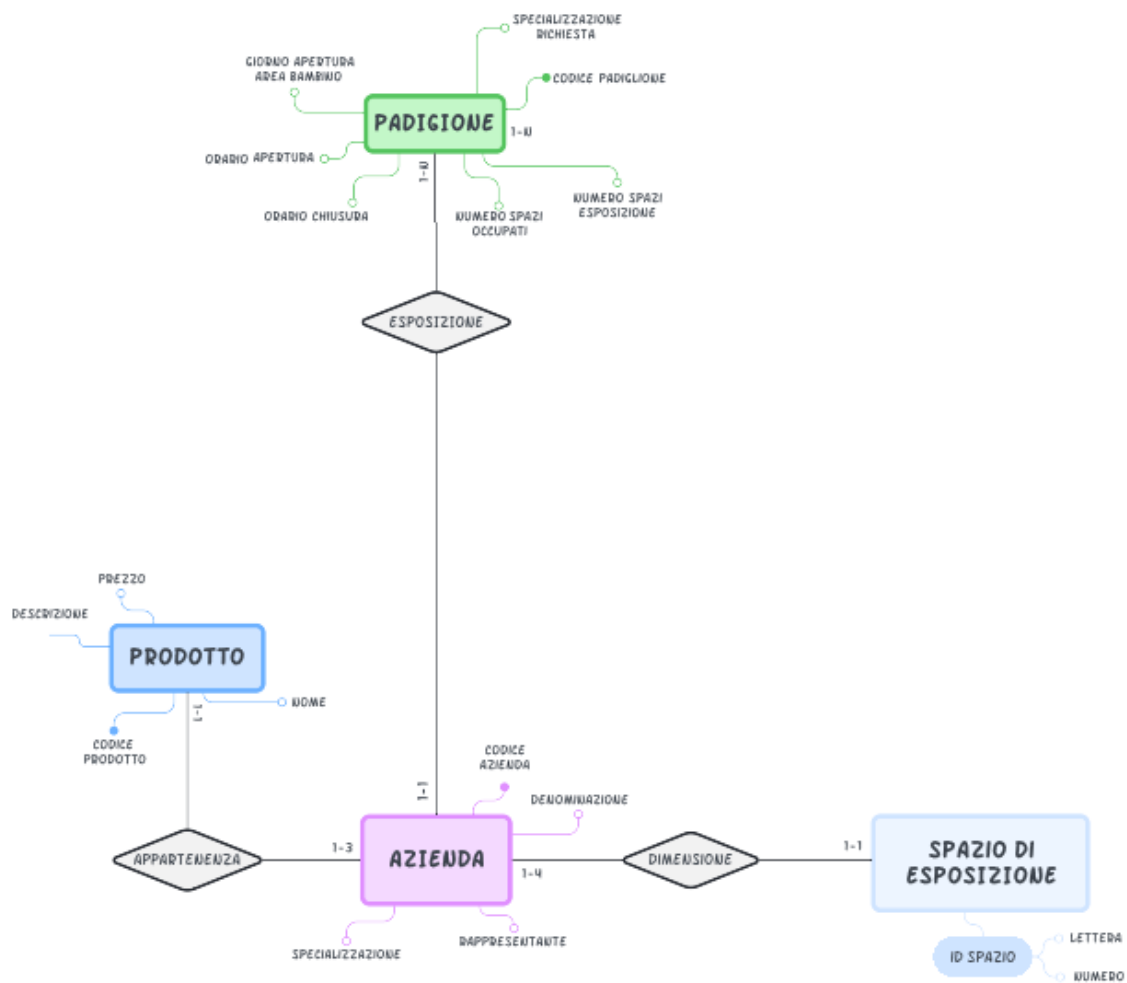 SPECIALIZZAZIONE
RICHIESTA
GIORNO APERTURA
AREA BAMBINO
CODICE PADIGLIONE
PADIGIONE
1-N
ORARIO APERTURA
1-N
ORARIO CHIUSURA
NUMERO SPAZI
OCCUPATI
NUMERO SPAZI
ESPOSIZIONE
ESPOSIZIONE
PREZZO
DESCRIZIONE
PRODOTTO
NOME
1-1
CODICE
PRODOTTO
CODICE
AZIENDA
1-1
DENOMINAZIONE
APPARTENENZA
1-3
AZIENDA
1-4
DIMENSIONE
1-1
SPAZIO DI
ESPOSIZIONE
SPECIALIZZAZIONE
RAPPRESENTANTE
ID SPAZIO
LETTERA
NUMERO